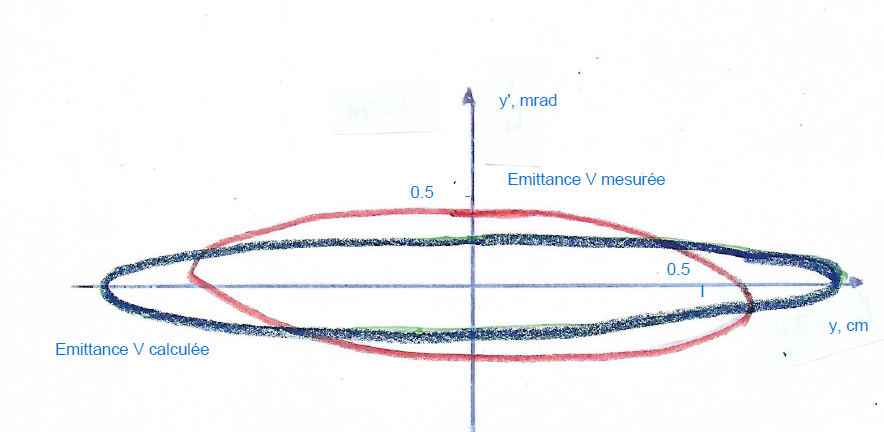 y', mrad
Emittance V mesurée
0.5
0.5
y, cm
Emittance V calculée